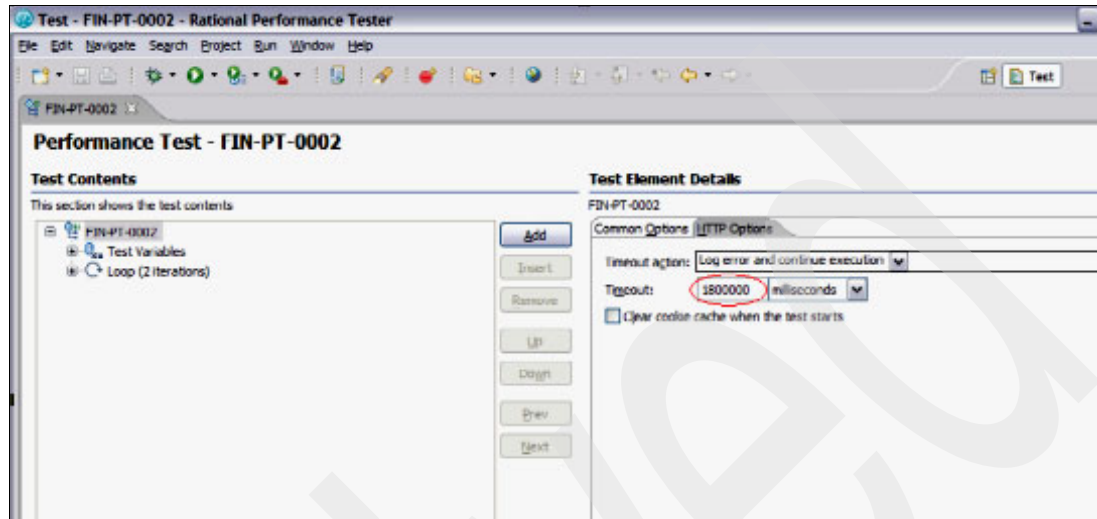 Test - FIN-PT-0002 - Rational Performance Tester
File Edit Navigate Search Project Run Window Help
Test
FIN-PT-0002
Performance Test - FIN-PT-0002
Test Contents
This section shows the test contents
FIN-PT-0002
Test Variables
Loop (2 iterations)
Add
Insert
Remove
Up
Down
Prev
Next
Test Element Details
FIN-PT-0002
Common Options HTTP Options
Timeout action: Log error and continue execution
Timeout: 1800000 milliseconds
Clear cookie cache when the test starts